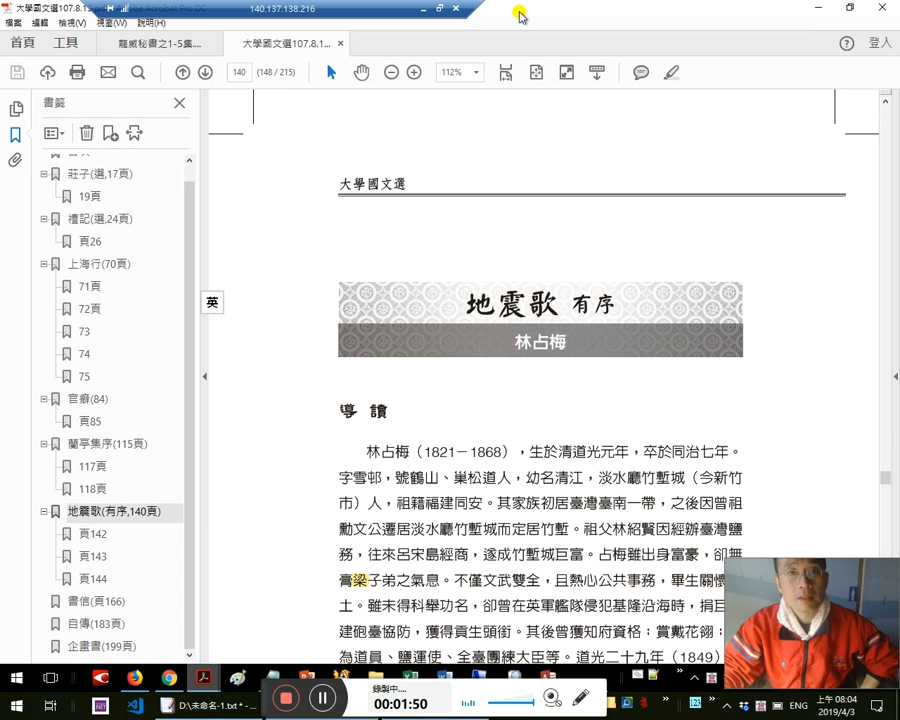 大學國文選107.8.1
Adobe Acrobat Pro DC
140.137.138.216
檔案 編輯 檢視(V) 視窗(W) 說明(H)
首頁 工具 龍威秘書之1-5集.... 大學國文選107.8.1... × 登入
140 (148 / 215) 112%
書籤
莊子(選,17頁)
19頁
禮記(選,24頁)
頁26
上海行(70頁)
71頁
72頁
73
74
75
官癖(84)
頁85
蘭亭集序(115頁)
117頁
118頁
地震歌(有序,140頁)
頁142
頁143
頁144
書信(頁166)
自傳(183頁)
企畫書(199頁)
英
大學國文選
地震歌 有序
林占梅
導 讀
林占梅（1821－1868），生於清道光元年，卒於同治七年。
字雪邨，號鶴山、巢松道人，幼名清江，淡水廳竹塹城（今新竹
市）人，祖籍福建同安。其家族初居臺灣臺南一帶，之後因曾祖
勳文公遷居淡水廳竹塹城而定居竹塹。祖父林紹賢因經辦臺灣鹽
務，往來呂宋島經商，遂成竹塹城巨富。占梅雖出身富豪，卻無
膏梁子弟之氣息。不僅文武雙全，且熱心公共事務，畢生關懷
土。雖未得科舉功名，卻曾在英軍艦隊侵犯基隆沿海時，捐巨
建砲臺協防，獲得貢生頭銜。其後曾獲知府資格；賞戴花翎；
為道員、鹽運使、全臺團練大臣等。道光二十九年（1849）
錄製中....
00:01:50
D:\未命名-1.txt * -
ENG
上午 08:04
2019/4/3